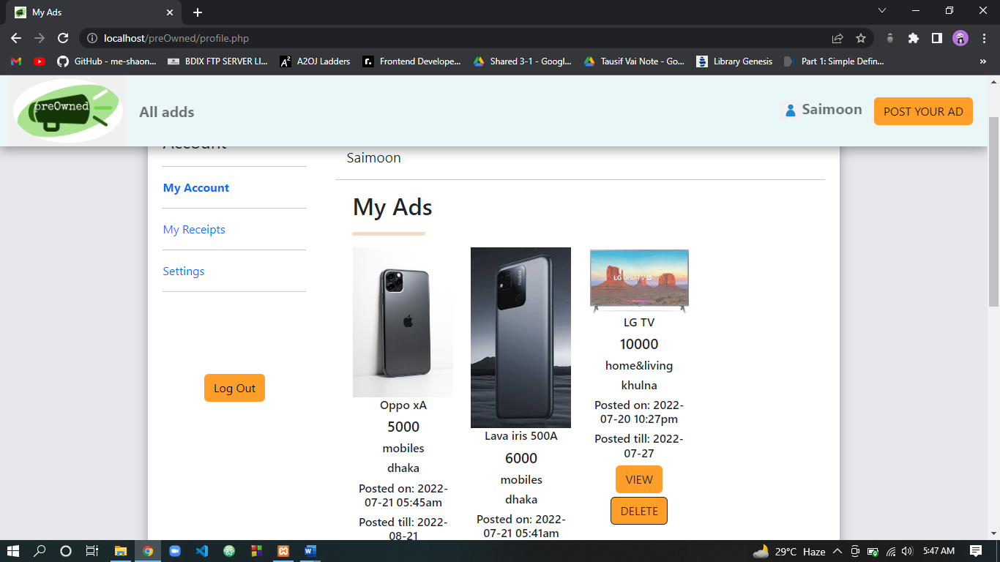 My Ads
localhost/preOwned/profile.php
GitHub - me-shaon...
BDIX FTP SERVER LI...
A2OJ Ladders
Frontend Develope...
Shared 3-1 - Googl...
Tausif Vai Note - Go...
Library Genesis
Part 1: Simple Defin...
preOwned
All adds
Saimoon
POST YOUR AD
Account
My Account
My Receipts
Settings
Log Out
Saimoon
My Ads
Oppo xA
5000
mobiles
dhaka
Posted on: 2022-
07-21 05:45am
Posted till: 2022-
08-21
Lava iris 500A
6000
mobiles
dhaka
Posted on: 2022-
07-21 05:41am
LG UHD TV AI
LG TV
10000
home&living
khulna
Posted on: 2022-
07-20 10:27pm
Posted till: 2022-
07-27
VIEW
DELETE
29°C Haze
5:47 AM